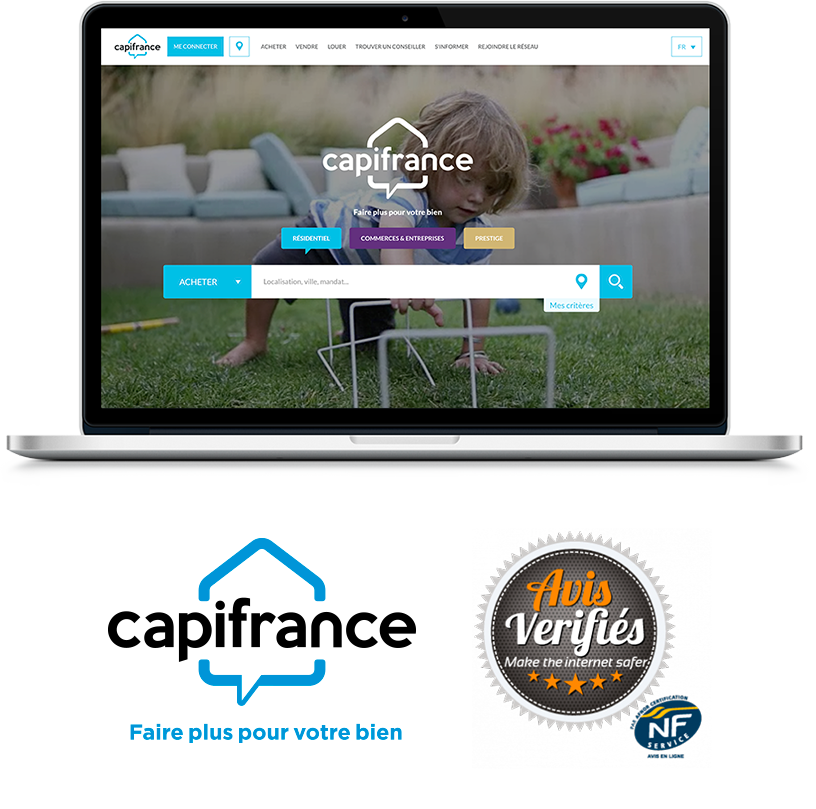 capifrance
ME CONNECTER
ACHETER VENDRE LOUER TROUVER UN CONSEILLER S'INFORMER REJOINDRE LE RÉSEAU
FR
capifrance
Faire plus pour votre bien
RÉSIDENTIEL COMMERCES & ENTREPRISES PRESTIGE
ACHETER Localisation, ville, mandat...
Mes critères
capifrance
Faire plus pour votre bien
Avis
Verifiés
Make the internet safer
PAR AFNOR CERTIFICATION
NF
SERVICE
AVIS EN LIGNE